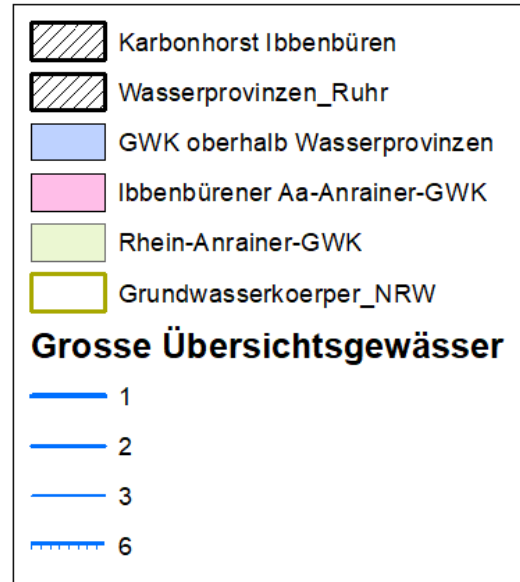 Karbonhorst Ibbenbüren
Wasserprovinzen_Ruhr
GWK oberhalb Wasserprovinzen
Ibbenbürener Aa-Anrainer-GWK
Rhein-Anrainer-GWK
Grundwasserkoerper_NRW
Grosse Übersichtsgewässer
1
2
3
6